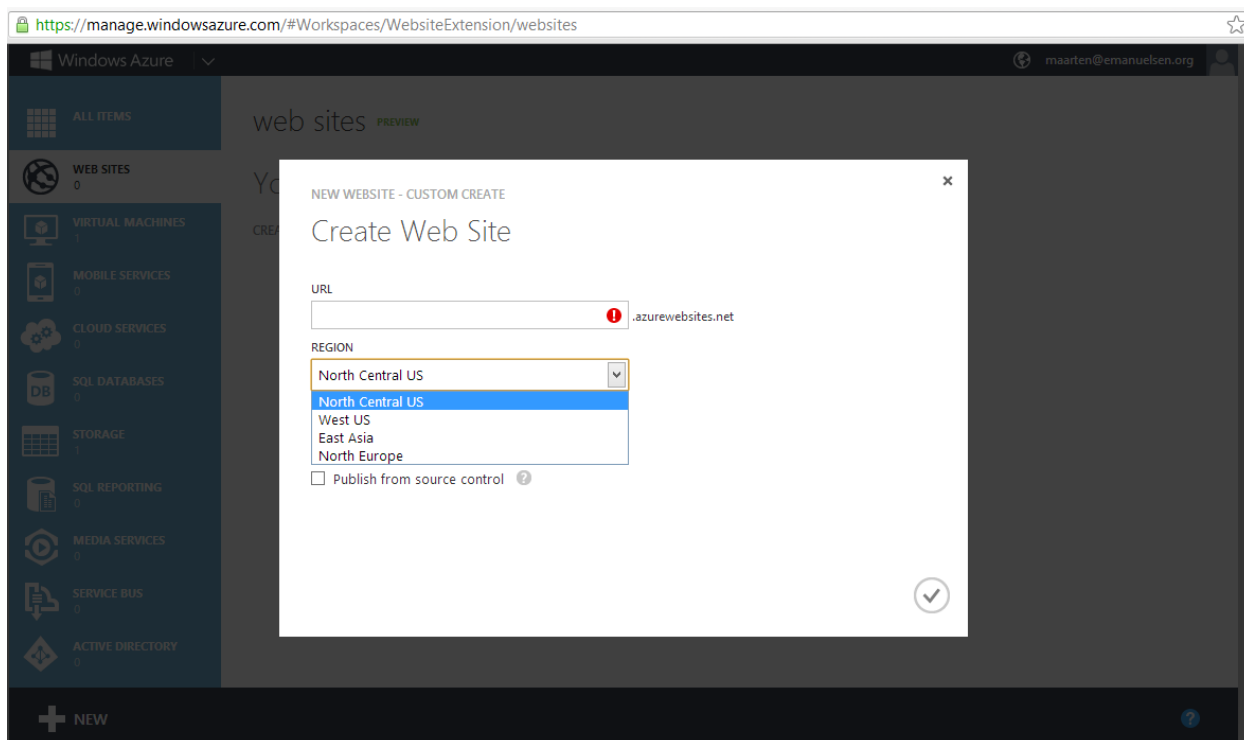 https://manage.windowsazure.com/#Workspaces/WebsiteExtension/websites
Windows Azure
maarten@emanuelsen.org
ALL ITEMS
WEB SITES
0
VIRTUAL MACHINES
1
MOBILE SERVICES
0
CLOUD SERVICES
0
SQL DATABASES
0
STORAGE
1
SQL REPORTING
0
MEDIA SERVICES
0
SERVICE BUS
0
ACTIVE DIRECTORY
0
DB
web sites PREVIEW
Yo
CREA
NEW WEBSITE - CUSTOM CREATE
Create Web Site
URL
.azurewebsites.net
REGION
North Central US
North Central US
West US
East Asia
North Europe
Publish from source control ?
NEW
?